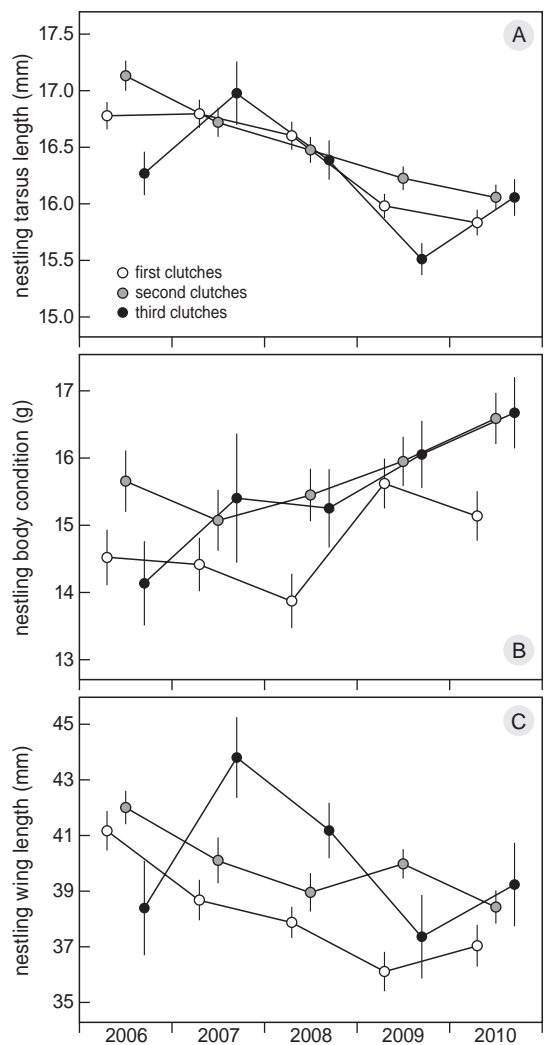 A
17.5
17.0
16.5
16.0
15.5
15.0
nestling tarsus length (mm)
first clutches
second clutches
third clutches
B
17
16
15
14
13
nestling body condition (g)
C
45
43
41
39
37
35
nestling wing length (mm)
2006 2007 2008 2009 2010